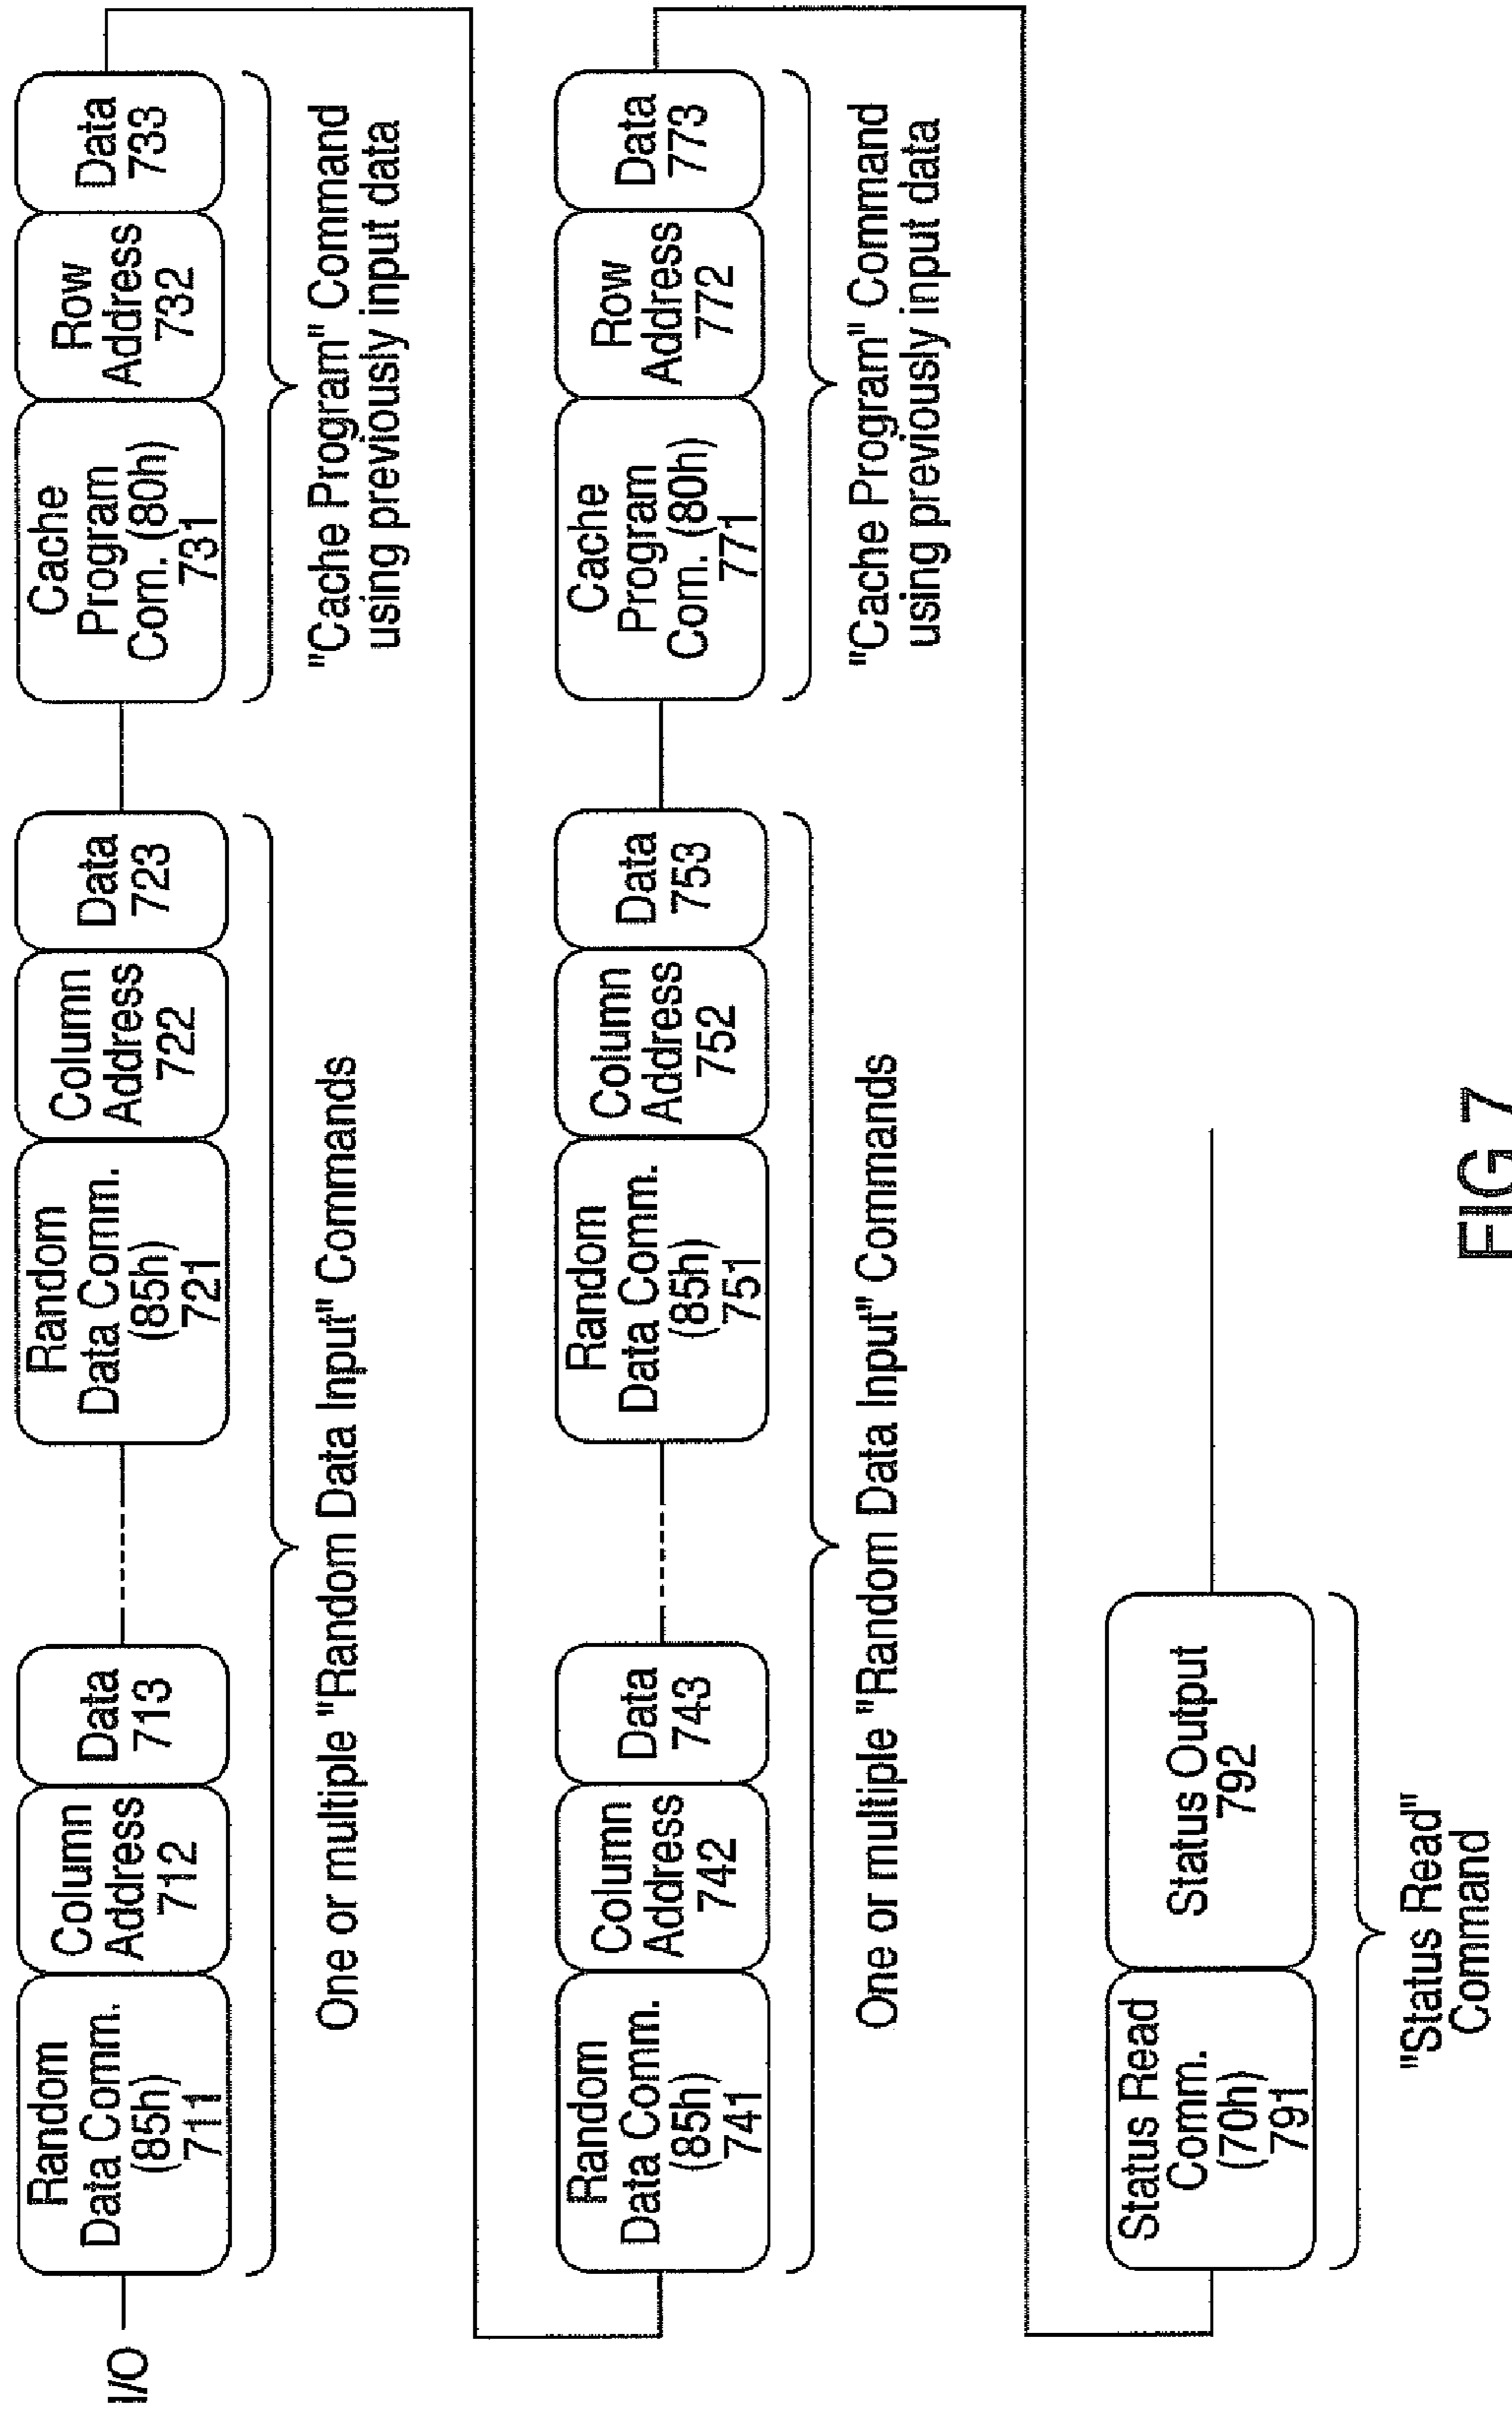 I/O
Random
Data Comm.
(85h)
711
Column
Address
712
Data
713
Random
Data Comm.
(85h)
721
Column
Address
722
Data
723
Cache
Program
Com. (80h)
731
Row
Address
732
Data
733
One or multiple "Random Data Input" Commands
"Cache Program" Command
using previously input data
Random
Data Comm.
(85h)
741
Column
Address
742
Data
743
Random
Data Comm.
(85h)
751
Column
Address
752
Data
753
Cache
Program
Com. (80h)
771
Row
Address
772
Data
773
One or multiple "Random Data Input" Commands
"Cache Program" Command
using previously input data
Status Read
Comm.
(70h)
791
Status Output
792
"Status Read"
Command
FIG 7